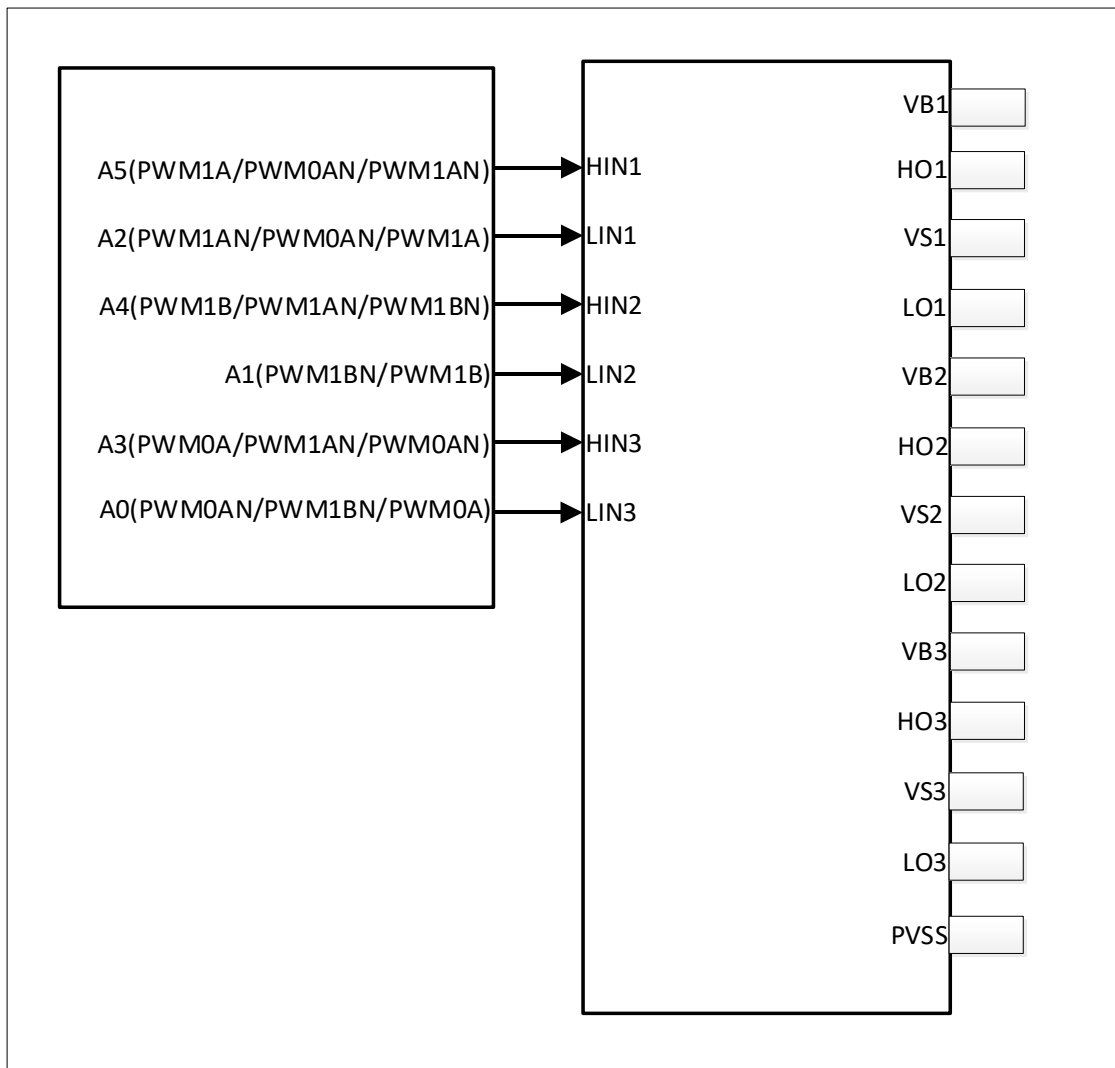 VB1
A5(PWM1A/PWM0AN/PWM1AN) HIN1 HO1
A2(PWM1AN/PWM0AN/PWM1A) LIN1 VS1
A4(PWM1B/PWM1AN/PWM1BN) HIN2 LO1
A1(PWM1BN/PWM1B) LIN2 VB2
A3(PWM0A/PWM1AN/PWM0AN) HIN3 HO2
A0(PWM0AN/PWM1BN/PWM0A) LIN3 VS2
LO2
VB3
HO3
VS3
LO3
PVSS